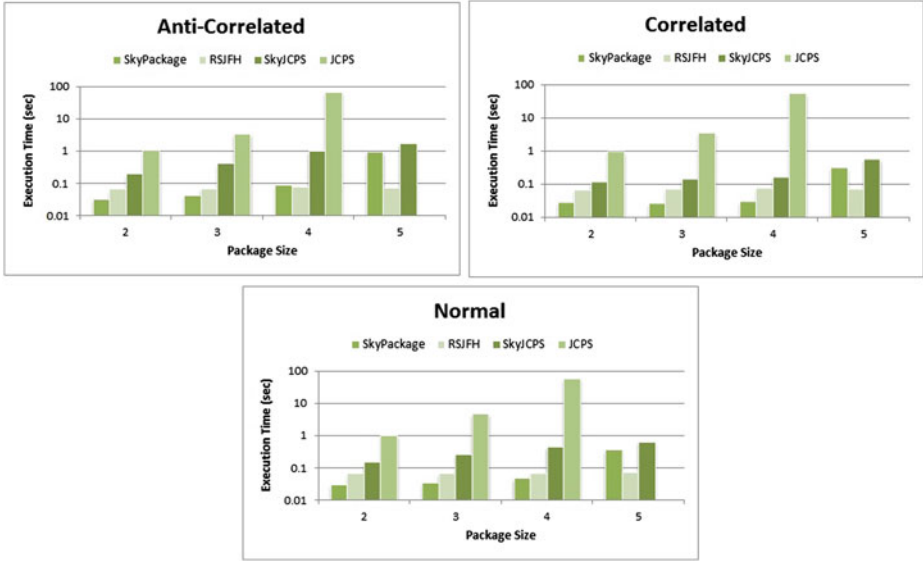 Anti-Correlated
SkyPackage RSJFH SkyJCPS JCPS
Execution Time (sec)
100
10
1
0.1
0.01
2 3 4 5
Package Size
Correlated
SkyPackage RSJFH SkyJCPS JCPS
Execution Time (sec)
100
10
1
0.1
0.01
2 3 4 5
Package Size
Normal
SkyPackage RSJFH SkyJCPS JCPS
Execution Time (sec)
100
10
1
0.1
0.01
2 3 4 5
Package Size